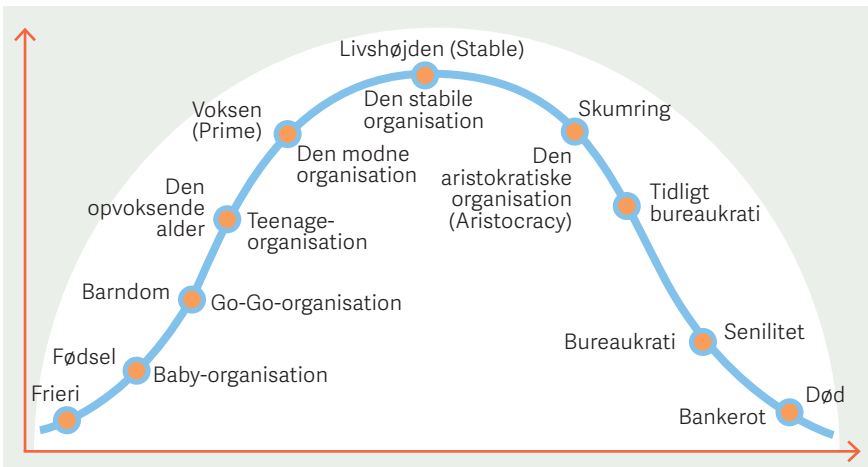 Livshøjden (Stable)
Den stabile
organisation
Voksen
(Prime)
Den modne
organisation
Skumring
Den
aristokratiske
organisation
(Aristocracy)
Den
opvoksende
alder
Teenage-
organisation
Tidligt
bureaukrati
Barndom
Go-Go-organisation
Bureaukrati
Senilitet
Fødsel
Baby-organisation
Frieri
Død
Bankerot